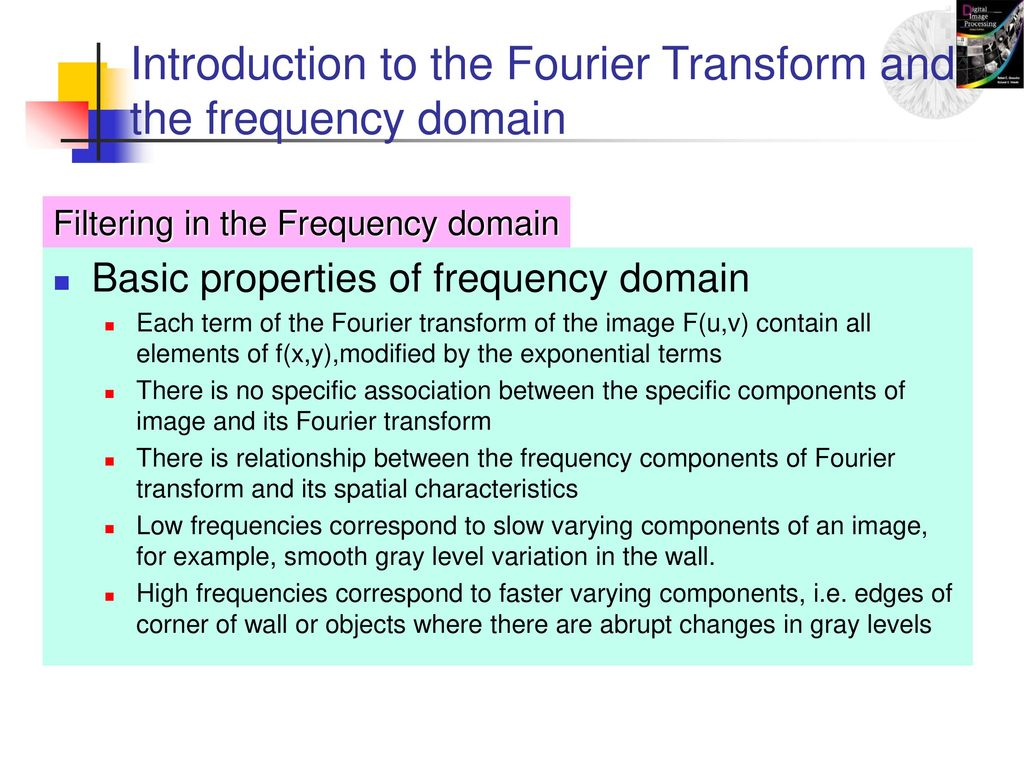 Introduction to the Fourier Transform and
the frequency domain
Digital
Image
Processing
Filtering in the Frequency domain
Basic properties of frequency domain
Each term of the Fourier transform of the image F(u,v) contain all
elements of f(x,y),modified by the exponential terms
There is no specific association between the specific components of
image and its Fourier transform
There is relationship between the frequency components of Fourier
transform and its spatial characteristics
Low frequencies correspond to slow varying components of an image,
for example, smooth gray level variation in the wall.
High frequencies correspond to faster varying components, i.e. edges of
corner of wall or objects where there are abrupt changes in gray levels